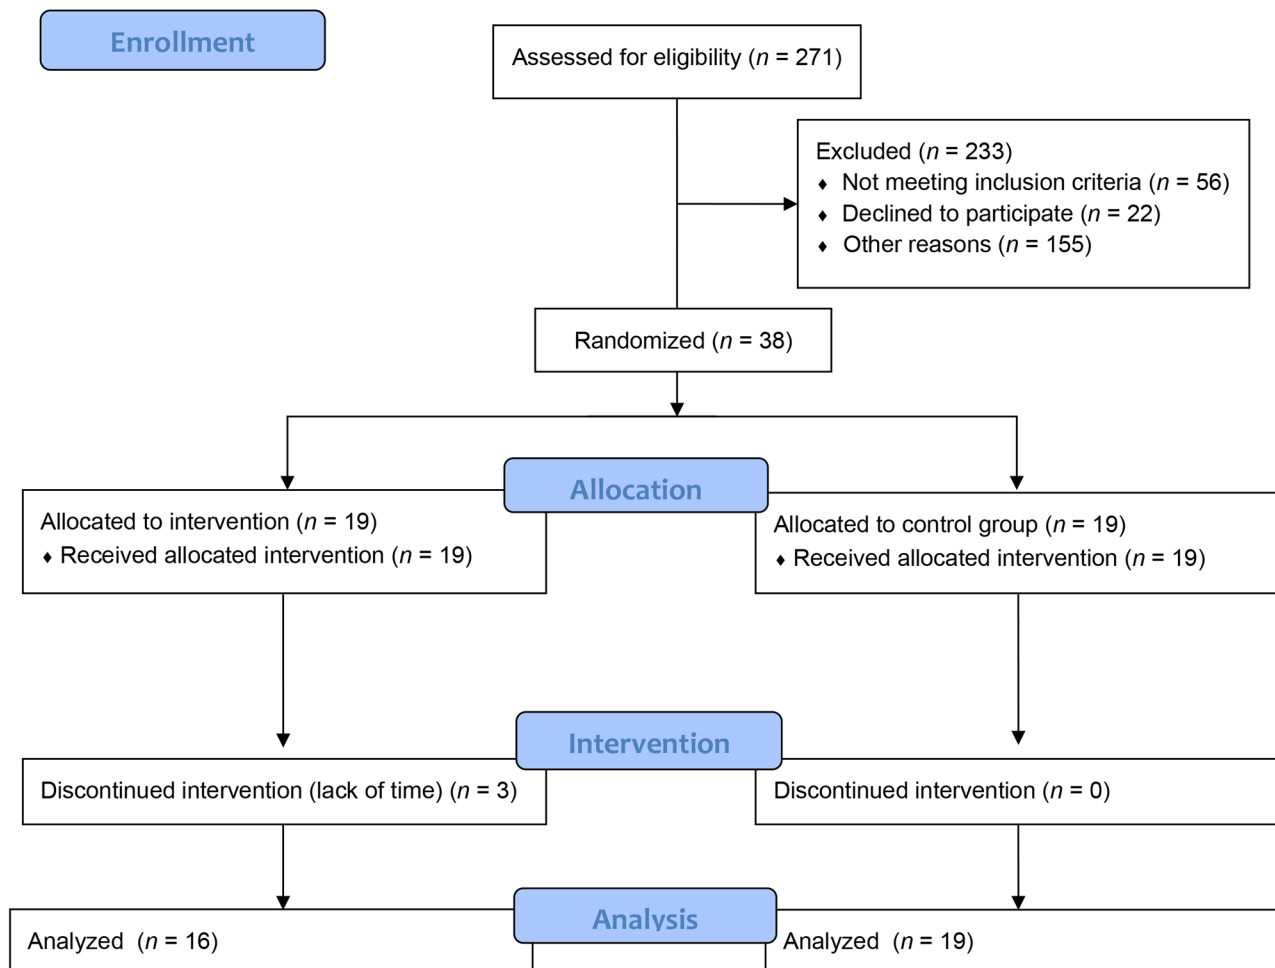 Enrollment
Assessed for eligibility (n = 271)
Excluded (n = 233)
♦ Not meeting inclusion criteria (n = 56)
♦ Declined to participate (n = 22)
♦ Other reasons (n = 155)
Randomized (n = 38)
Allocation
Allocated to intervention (n = 19)
♦ Received allocated intervention (n = 19)
Allocated to control group (n = 19)
♦ Received allocated intervention (n = 19)
Intervention
Discontinued intervention (lack of time) (n = 3)
Discontinued intervention (n = 0)
Analysis
Analyzed (n = 16)
Analyzed (n = 19)